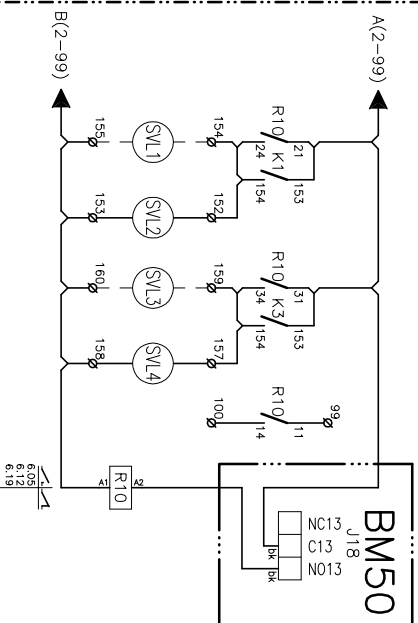 B(2-99)
A(2-99)
155
SVL1
154
R10
24
21
K1
154
153
153
SVL2
152
160
SVL3
159
R10
34
31
K3
154
153
158
SVL4
157
100
R10
14
11
99
6.05
6.12
6.19
A1
R10
A2
BM50
J18
NC13
C13
NO13
bk
bk